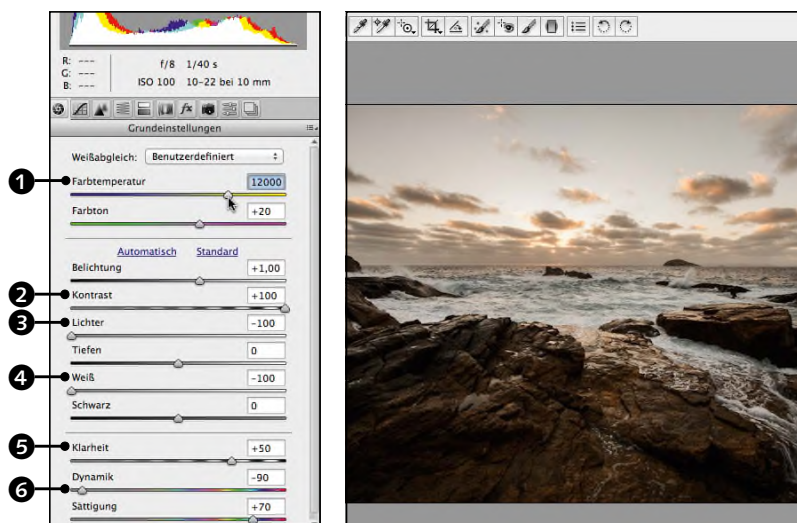 R: ---
G: ---
B: ---
f/8 1/40 s
ISO 100 10–22 bei 10 mm
fx
Grundeinstellungen
Weißabgleich: Benutzerdefiniert
1 Farbtemperatur 12000
Farbton +20
Automatisch Standard
Belichtung +1,00
2 Kontrast +100
3 Lichter -100
Tiefen 0
4 Weiß -100
Schwarz 0
5 Klarheit +50
Dynamik -90
6
Sättigung +70